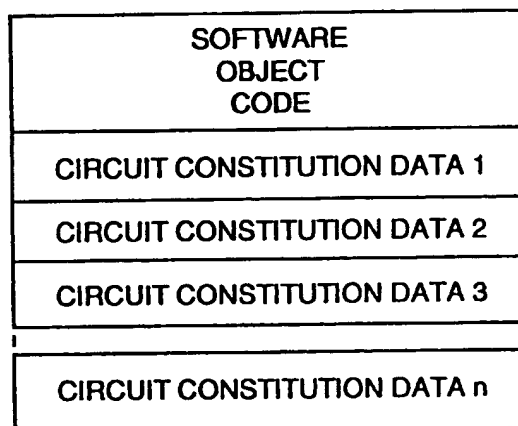 SOFTWARE
OBJECT
CODE
CIRCUIT CONSTITUTION DATA 1
CIRCUIT CONSTITUTION DATA 2
CIRCUIT CONSTITUTION DATA 3
CIRCUIT CONSTITUTION DATA n